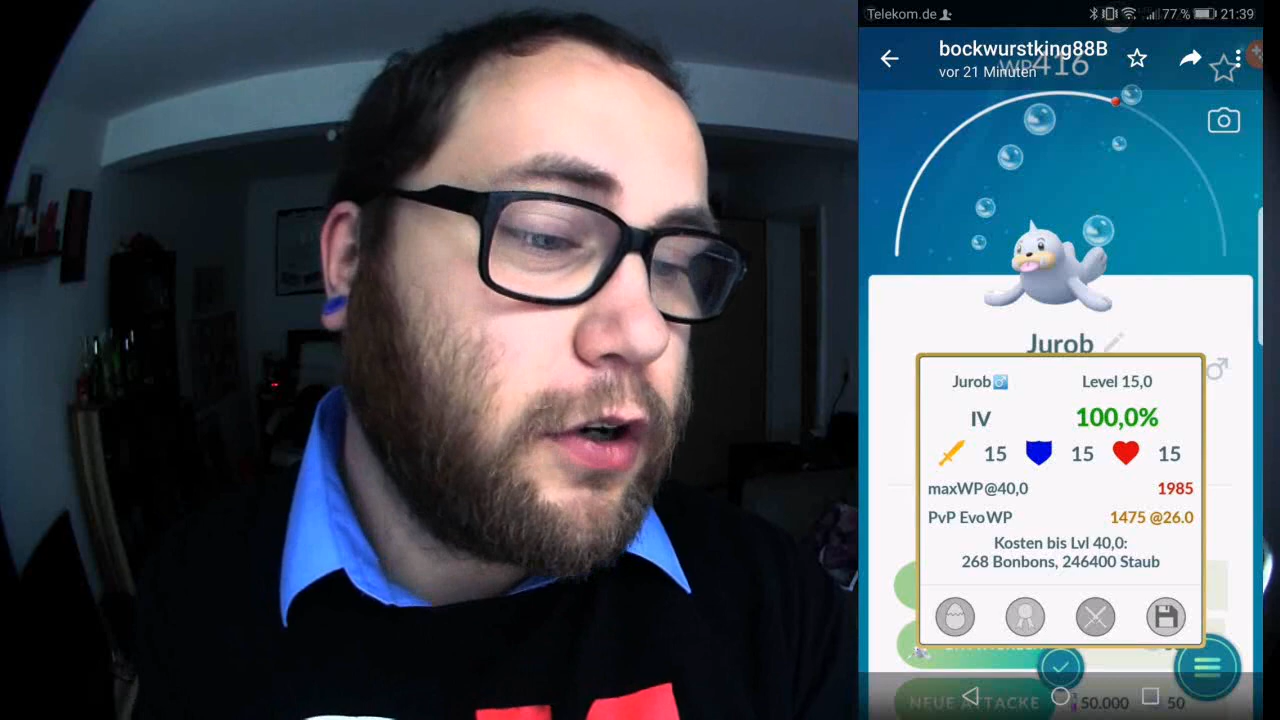 Telekom.de 77 % 21:39
bockwurstking88B
vor 21 Minuten
WP416
Jurob
Jurob Level 15,0
IV 100,0%
15 15 15
maxWP@40,0 1985
PvP EvoWP 1475 @26.0
Kosten bis Lvl 40,0:
268 Bonbons, 246400 Staub
NEUE ATTACKE 50.000 50